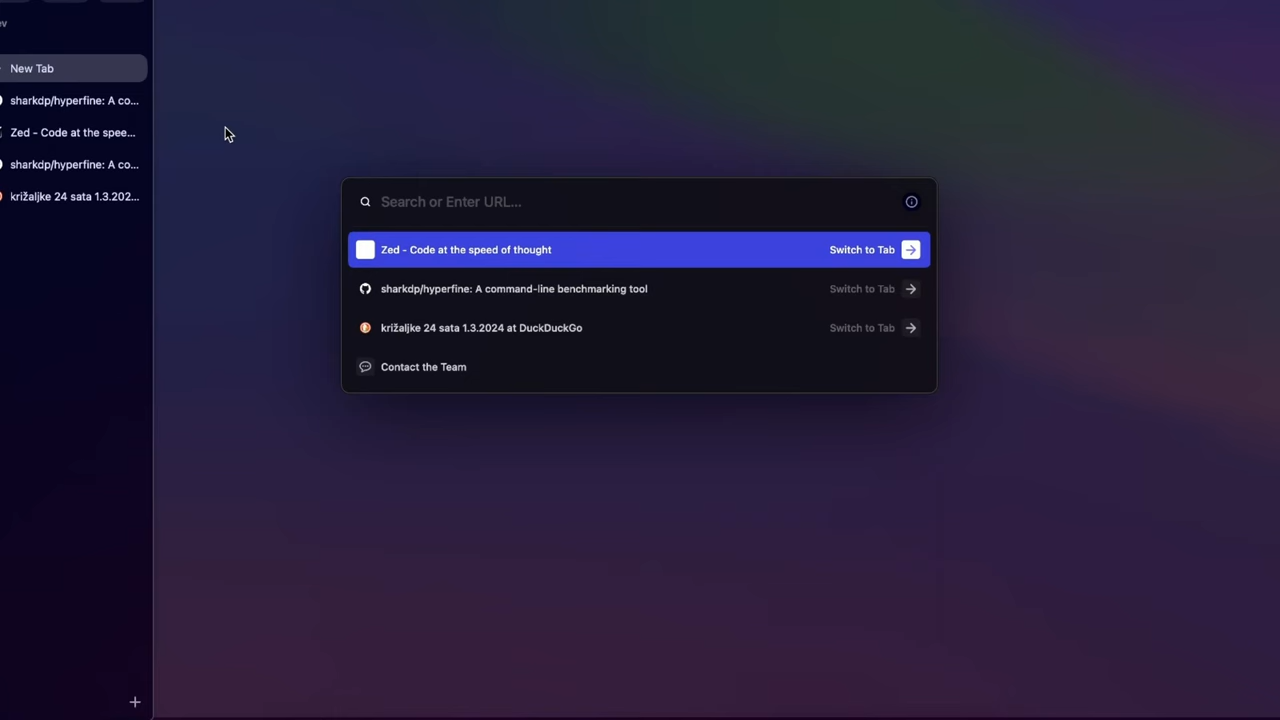 ev
New Tab
sharkdp/hyperfine: A co...
Zed - Code at the spee...
sharkdp/hyperfine: A co...
križaljke 24 sata 1.3.202...
Search or Enter URL...
Zed - Code at the speed of thought Switch to Tab
sharkdp/hyperfine: A command-line benchmarking tool Switch to Tab
križaljke 24 sata 1.3.2024 at DuckDuckGo Switch to Tab
Contact the Team